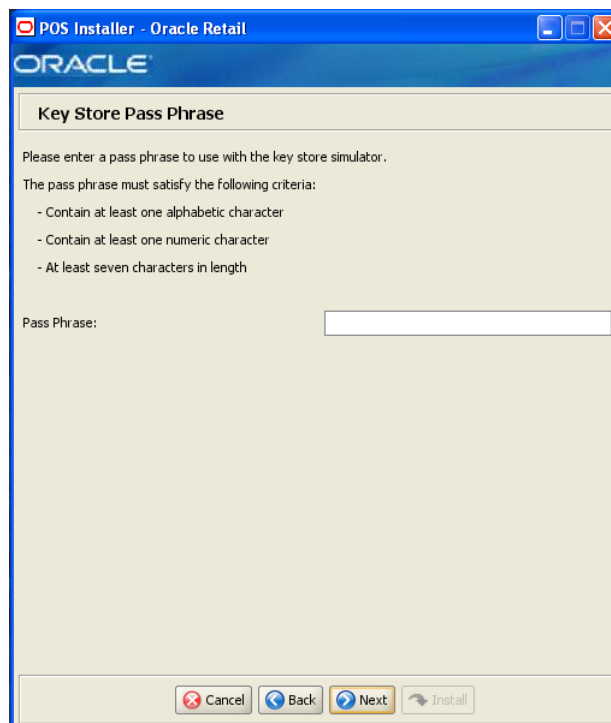 POS Installer - Oracle Retail
ORACLE
Key Store Pass Phrase
Please enter a pass phrase to use with the key store simulator.
The pass phrase must satisfy the following criteria:
- Contain at least one alphabetic character
- Contain at least one numeric character
- At least seven characters in length
Pass Phrase:
Cancel Back Next Install